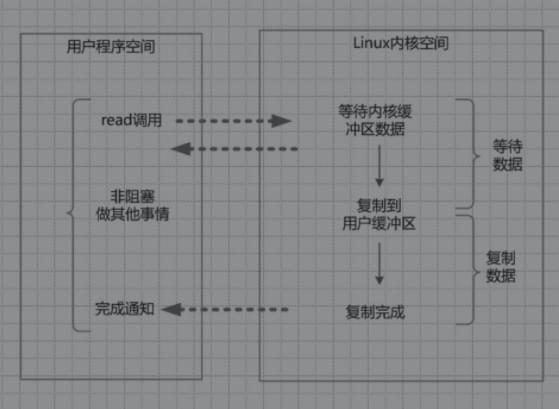 用户程序空间
Linux内核空间
read调用
等待内核缓
冲区数据
等待
数据
非阻塞
做其他事情
复制到
用户缓冲区
复制
数据
完成通知
复制完成